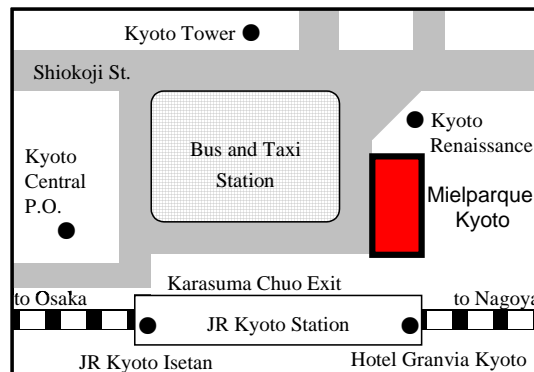 Kyoto Tower
Shiokoji St.
Kyoto
Renaissance
Bus and Taxi
Station
Kyoto
Central
P.O.
Mielparque
Kyoto
Karasuma Chuo Exit
to Osaka
to Nagoya
JR Kyoto Station
JR Kyoto Isetan
Hotel Granvia Kyoto